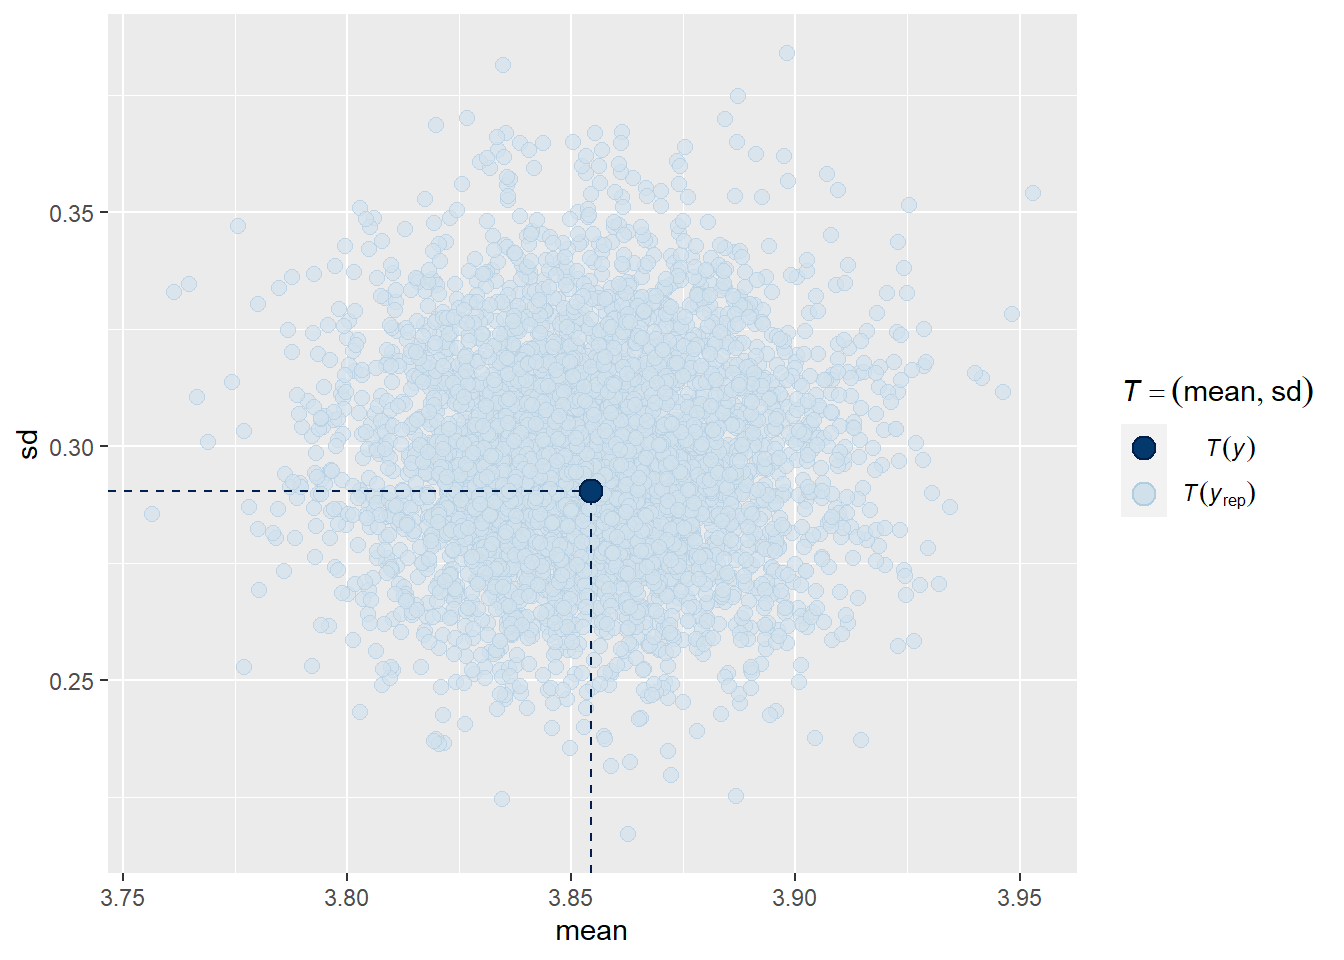 sd
0.35
0.30
0.25
3.75 3.80 3.85 3.90 3.95
mean
T = (mean, sd)
T(y)
T(yrep)